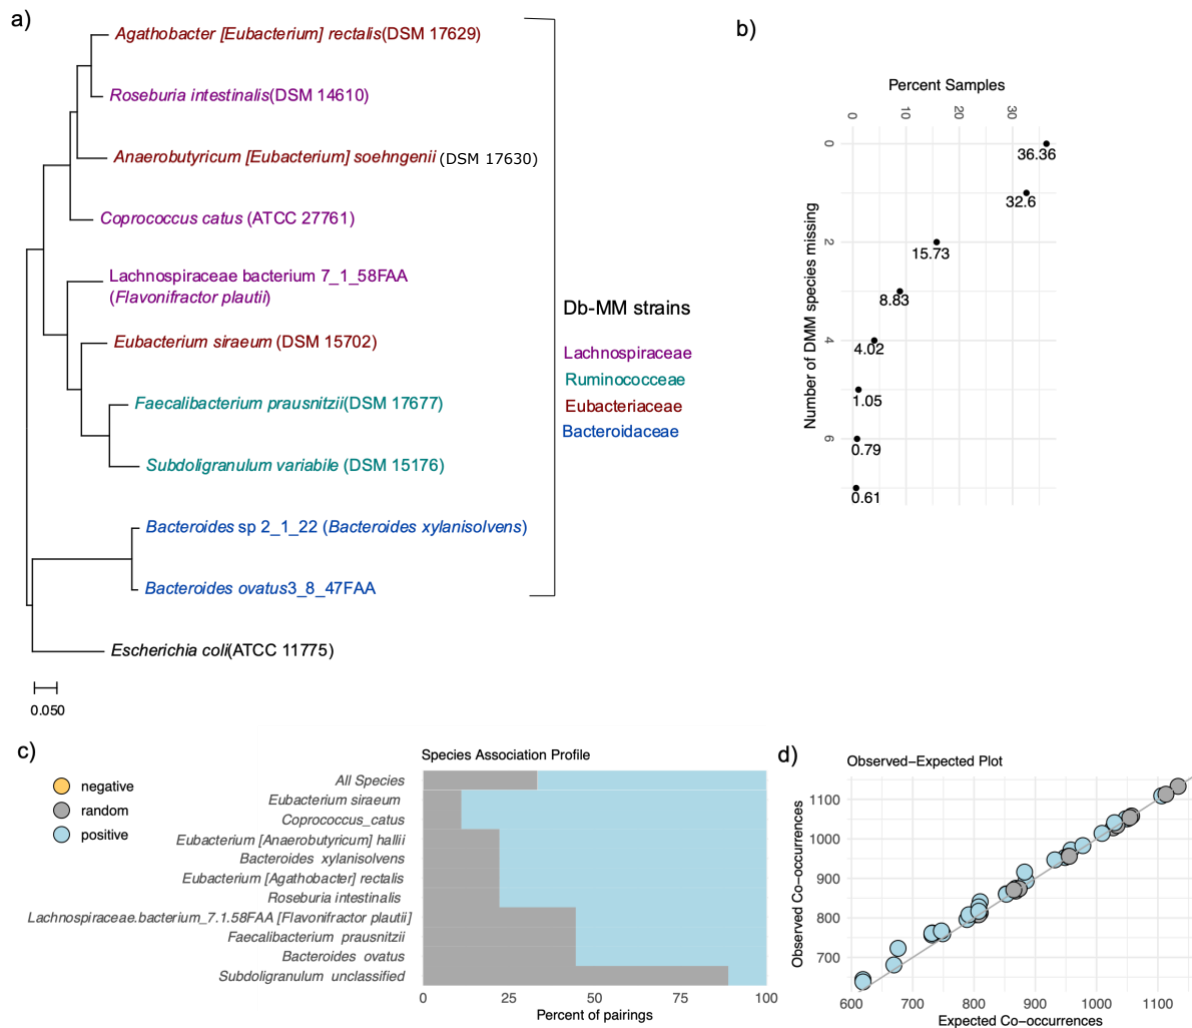 a)
Agathobacter [Eubacterium] rectalis(DSM 17629)
Roseburia intestinalis(DSM 14610)
Anaerobutyricum [Eubacterium] soehngenii (DSM 17630)
Coprococcus catus (ATCC 27761)
Lachnospiraceae bacterium 7_1_58FAA
(Flavonifractor plautii)
Eubacterium siraeum (DSM 15702)
Faecalibacterium prausnitzii(DSM 17677)
Subdoligranulum variabile (DSM 15176)
Bacteroides sp 2_1_22 (Bacteroides xylanisolvens)
Bacteroides ovatus3_8_47FAA
Escherichia coli(ATCC 11775)
0.050
Db-MM strains
Lachnospiraceae
Ruminococceae
Eubacteriaceae
Bacteroidaceae
b)
Percent Samples
0 10 20 30
Number of DMM species missing
0
2
4
6
36.36
32.6
15.73
8.83
4.02
1.05
0.79
0.61
c)
negative
random
positive
Species Association Profile
All Species
Eubacterium siraeum
Coprococcus_catus
Eubacterium [Anaerobutyricum] hallii
Bacteroides xylanisolvens
Eubacterium [Agathobacter] rectalis
Roseburia intestinalis
Lachnospiraceae.bacterium_7.1.58FAA [Flavonifractor plautii]
Faecalibacterium prausnitzii
Bacteroides ovatus
Subdoligranulum unclassified
0 25 50 75 100
Percent of pairings
d)
Observed-Expected Plot
Observed Co-occurrences
1100
1000
900
800
700
600 700 800 900 1000 1100
Expected Co-occurrences